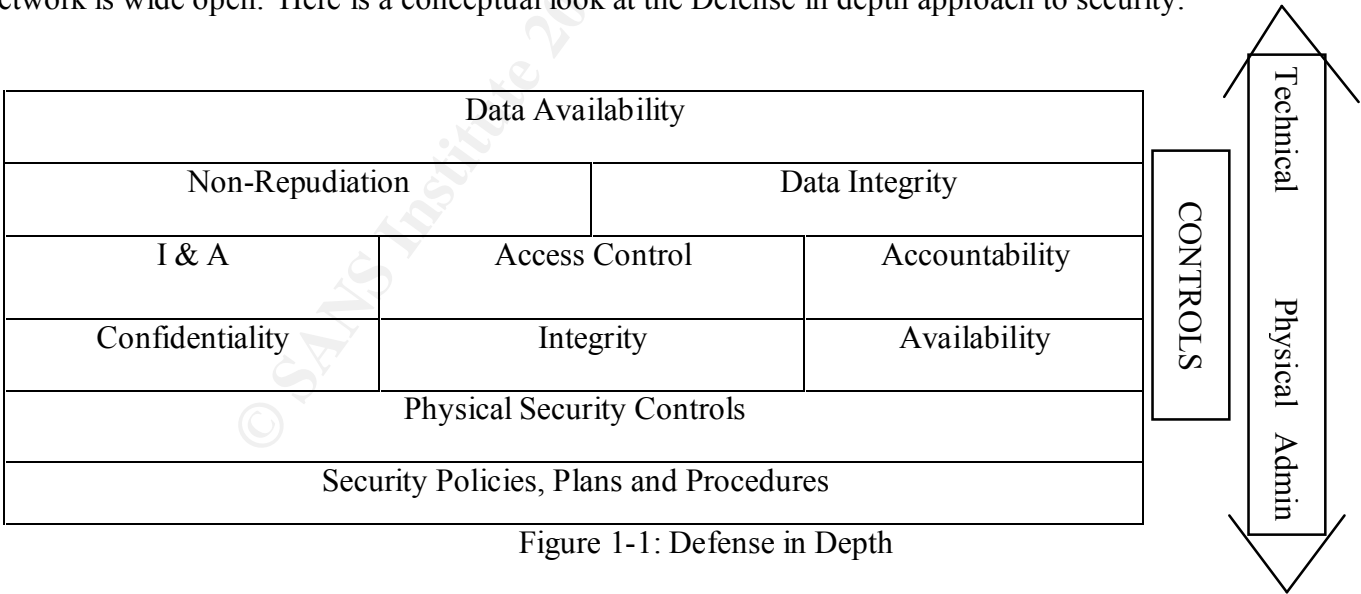 network is wide open. Here is a conceptual look at the Defense in depth approach to security:
Data Availability
Non-Repudiation Data Integrity
I & A Access Control Accountability
Confidentiality Integrity Availability
Physical Security Controls
Security Policies, Plans and Procedures
CONTROLS
Technical Physical Admin
Figure 1-1: Defense in Depth
© SANS Institute 20